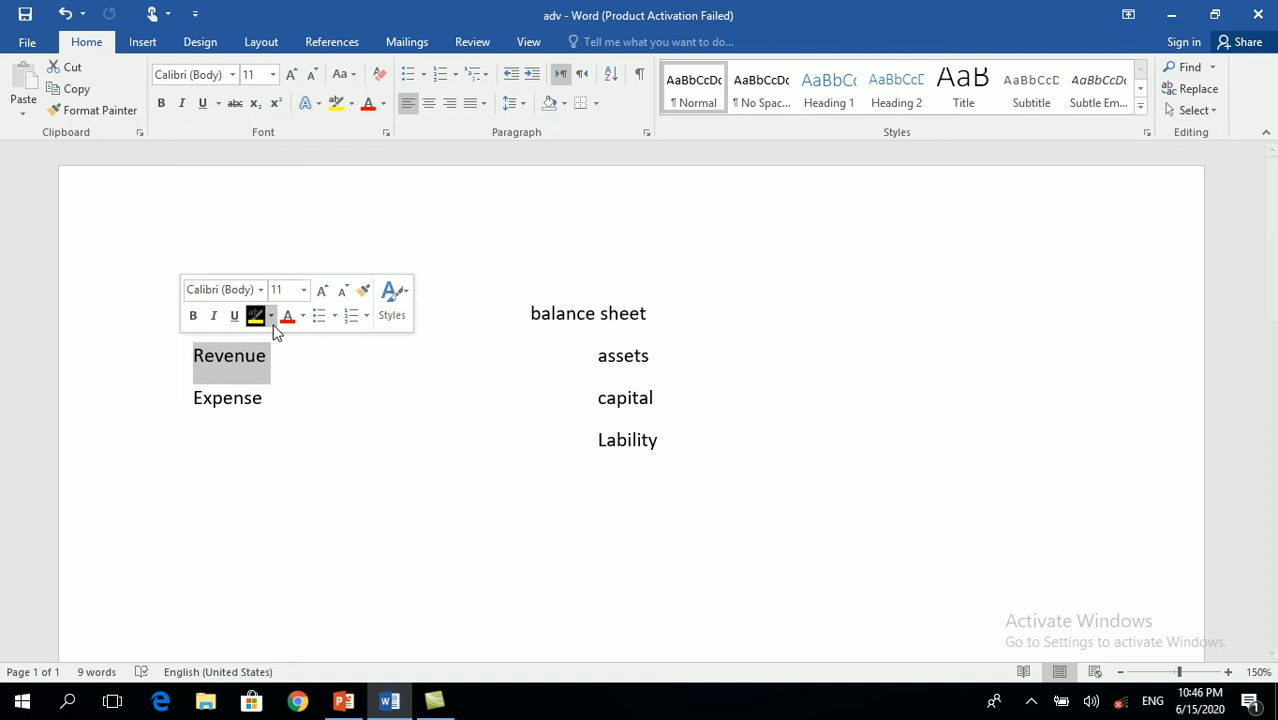 adv - Word (Product Activation Failed)
File Home Insert Design Layout References Mailings Review View Tell me what you want to do... Sign in Share
Paste
Cut
Copy
Format Painter
Clipboard
Calibri (Body) 11
Font
Paragraph
AaBbCcDc AaBbCcDc AaBbCc AaBbCcD AaB AaBbCcD AaBbCcDc
¶ Normal ¶ No Spac... Heading 1 Heading 2 Title Subtitle Subtle Em...
Styles
Find
Replace
Select
Editing
Calibri (Body) 11
B I U Styles
balance sheet
Revenue assets
Expense capital
Lability
Activate Windows
Go to Settings to activate Windows.
Page 1 of 1 9 words English (United States) 150%
ENG
10:46 PM
6/15/2020
1